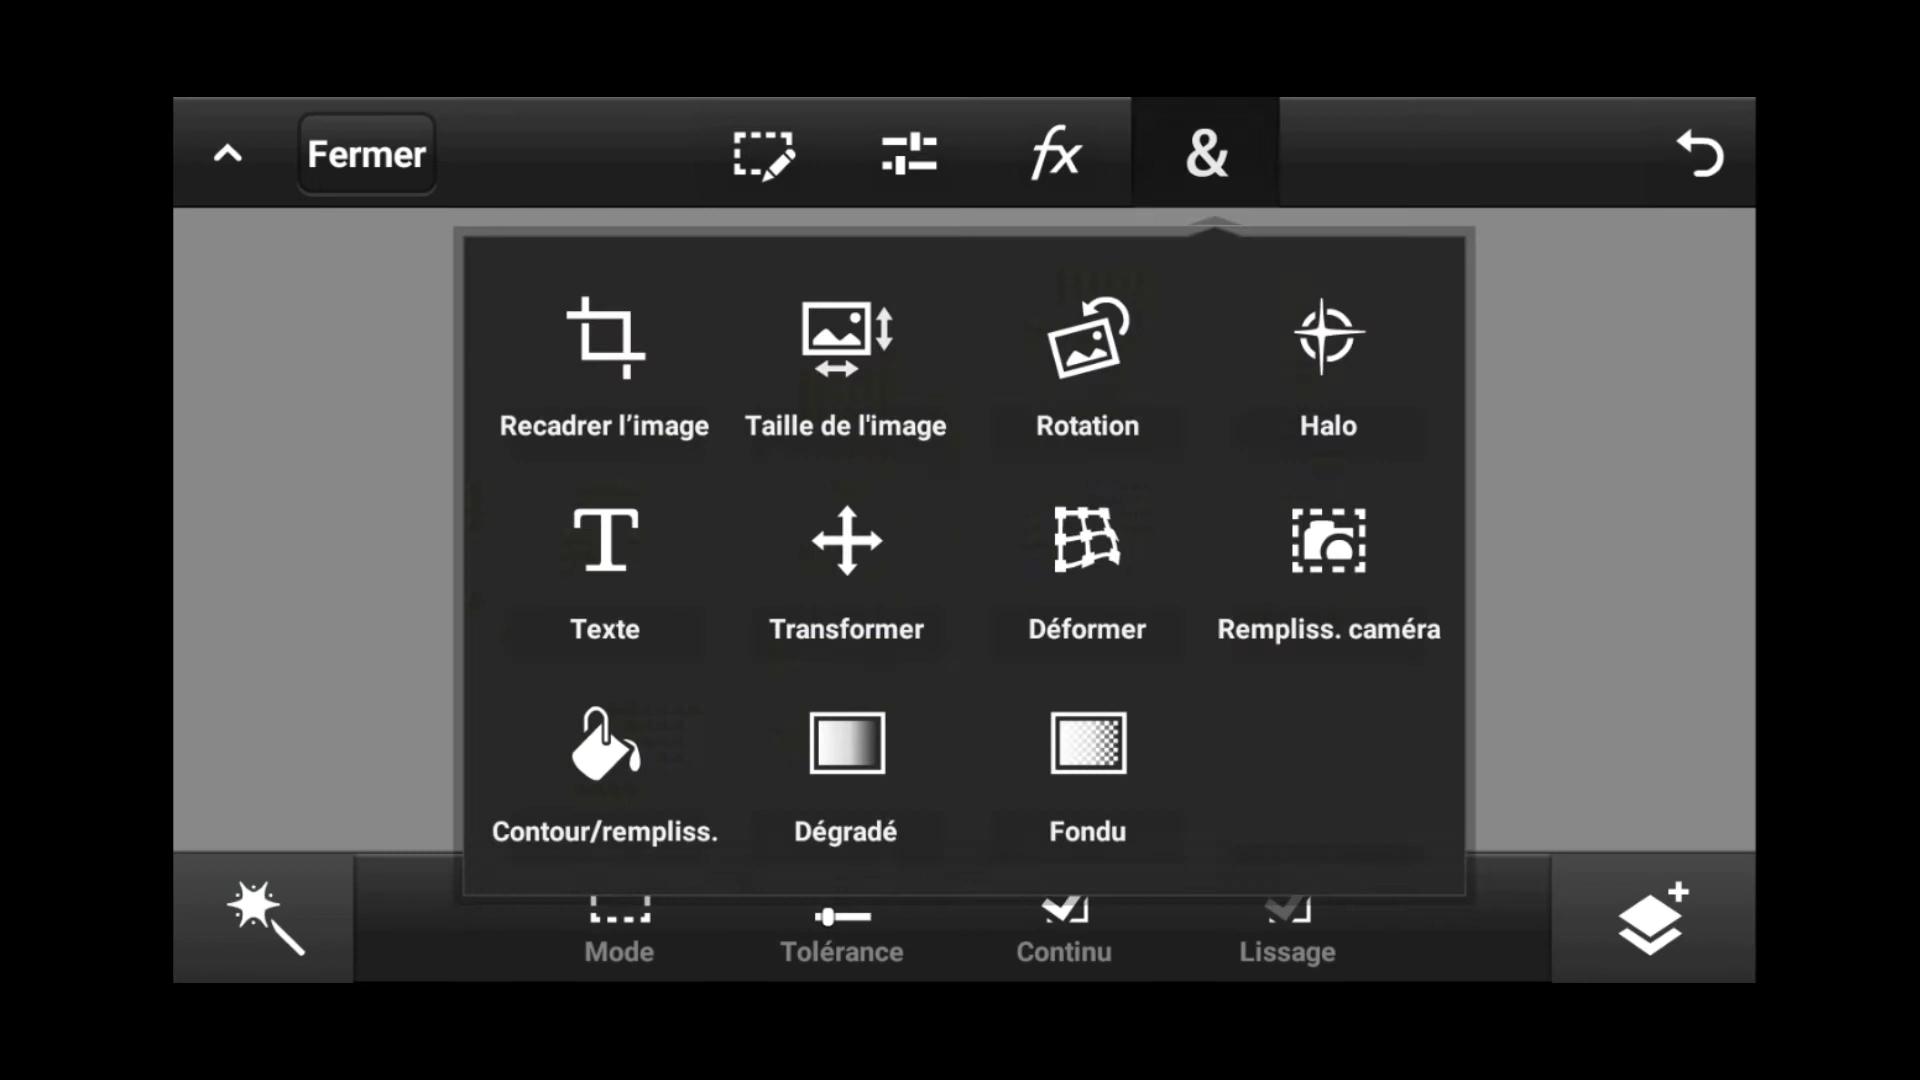 Fermer
fx
&
Recadrer l’image
Taille de l'image
Rotation
Halo
Texte
Transformer
Déformer
Rempliss. caméra
Contour/rempliss.
Dégradé
Fondu
Mode
Tolérance
Continu
Lissage